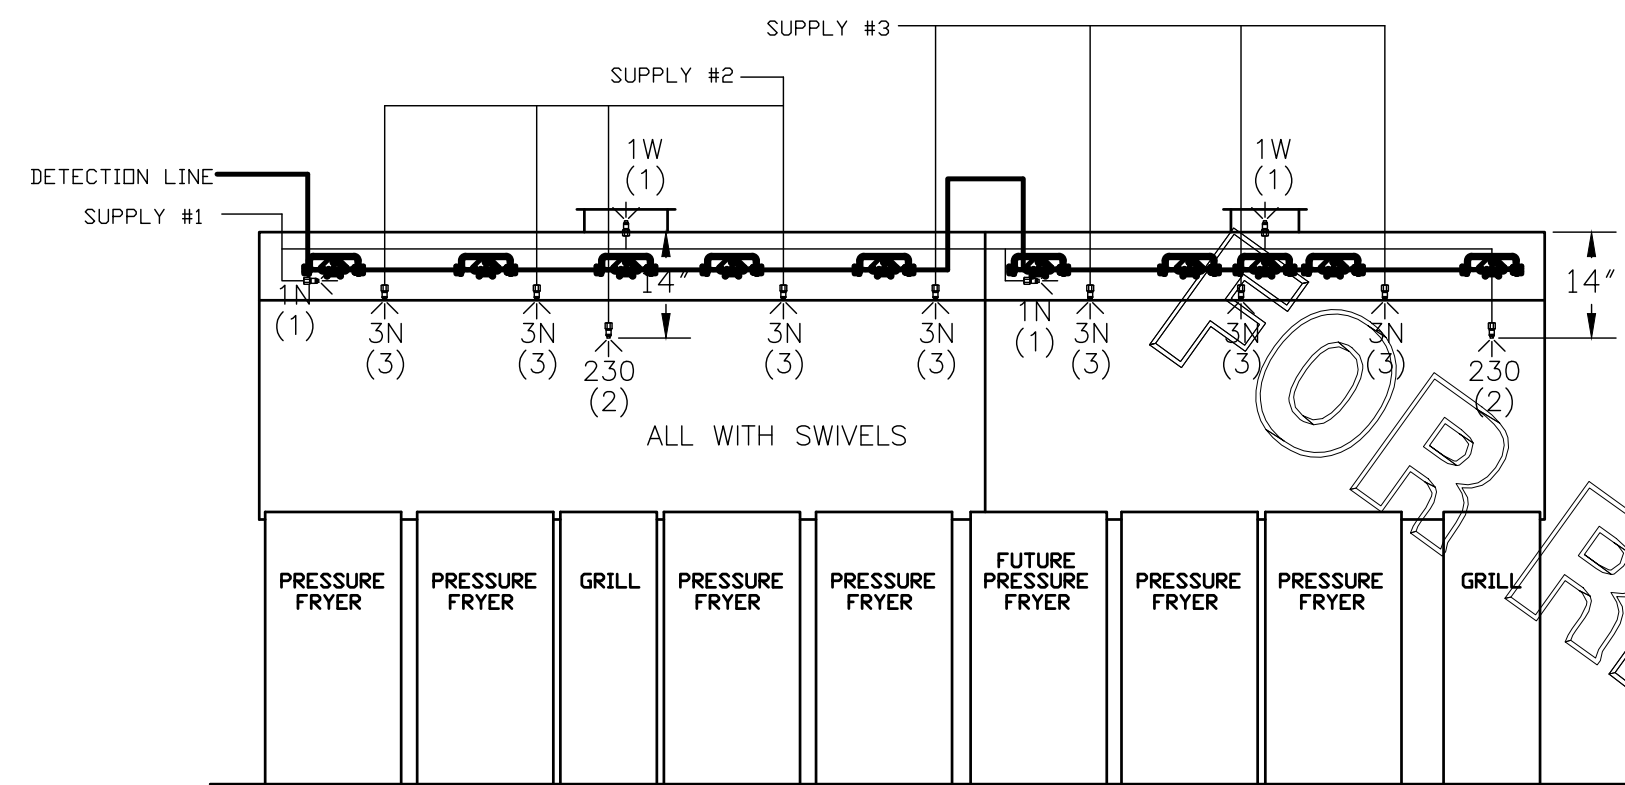 SUPPLY #3
SUPPLY #2
DETECTION LINE
SUPPLY #1
1W
(1)
1W
(1)
14"
14"
1N
(1)
3N
(3)
3N
(3)
230
(2)
3N
(3)
3N
(3)
1N
(1)
3N
(3)
3N
(3)
3N
(3)
230
(2)
ALL WITH SWIVELS
FOR R
PRESSURE
FRYER
PRESSURE
FRYER
GRILL
PRESSURE
FRYER
PRESSURE
FRYER
FUTURE
PRESSURE
FRYER
PRESSURE
FRYER
PRESSURE
FRYER
GRILL